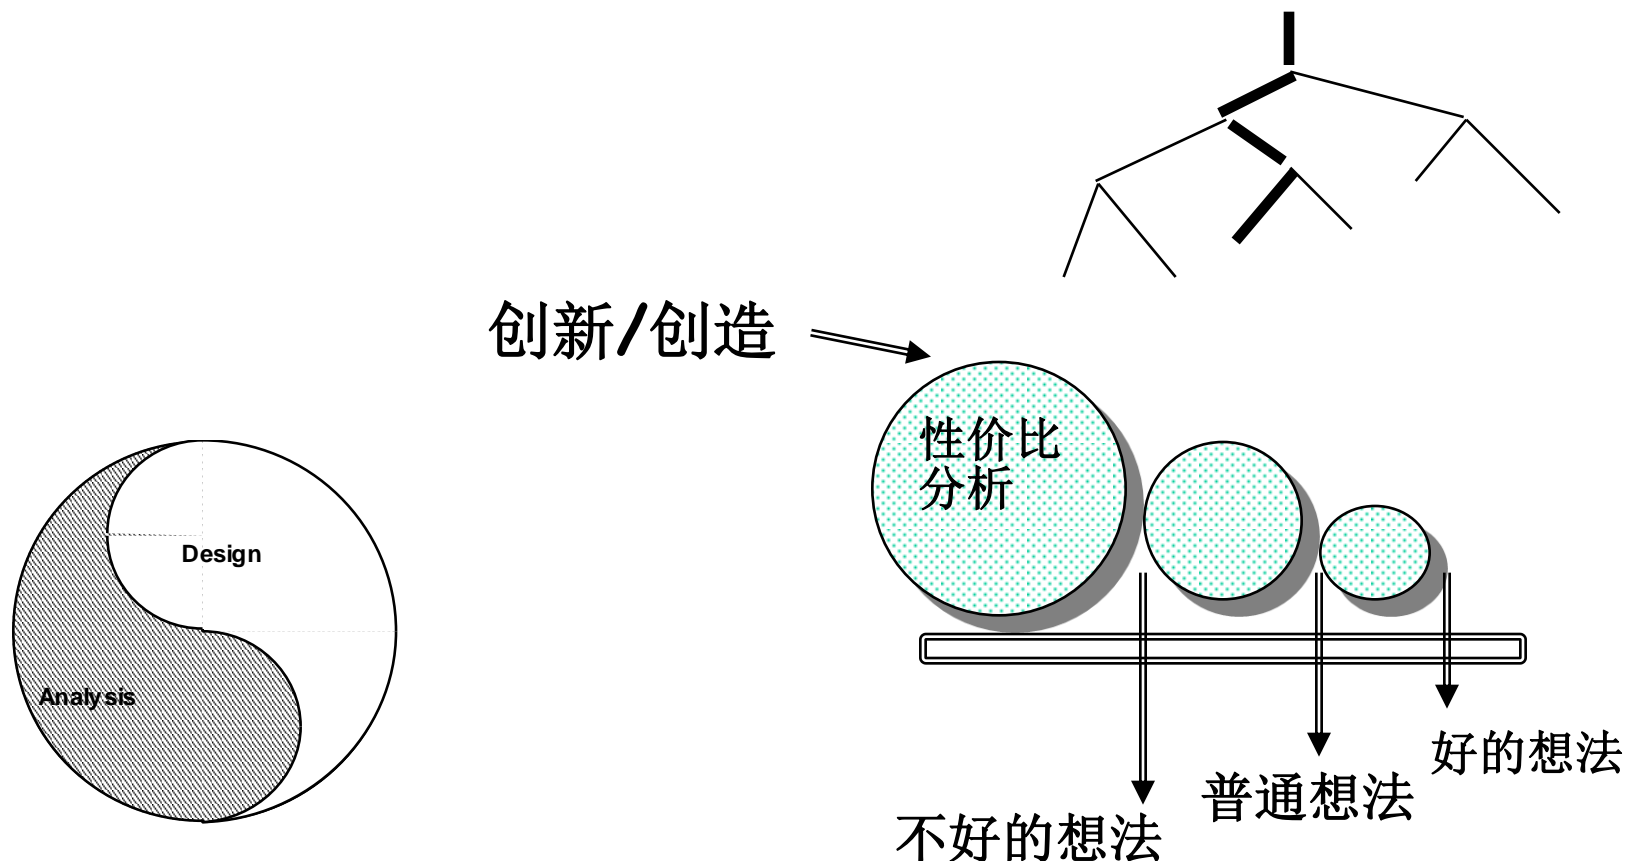 创新/创造
性价比
分析
Design
Analysis
好的想法
普通想法
不好的想法